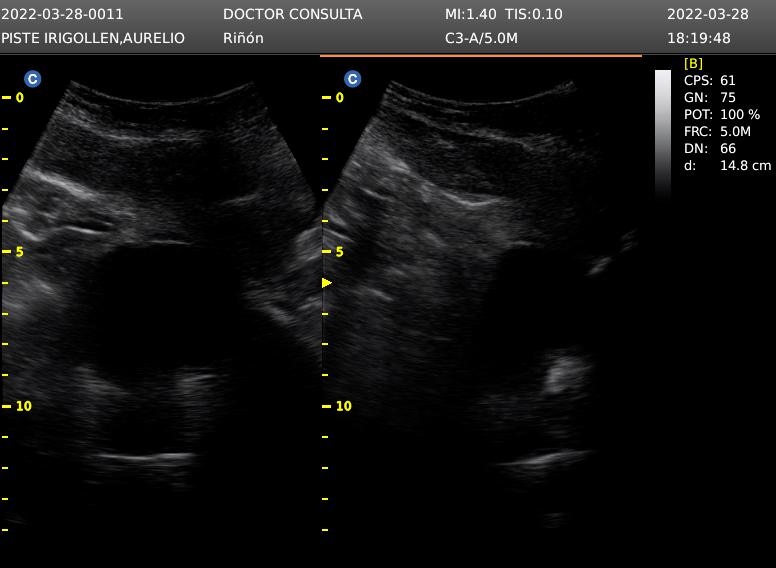 2022-03-28-0011 DOCTOR CONSULTA MI:1.40 TIS:0.10 2022-03-28
PISTE IRIGOLLEN,AURELIO Riñón C3-A/5.0M 18:19:48
[B]
CPS: 61
GN: 75
POT: 100 %
FRC: 5.0M
DN: 66
d: 14.8 cm
C C
0 0
5 5
10 10